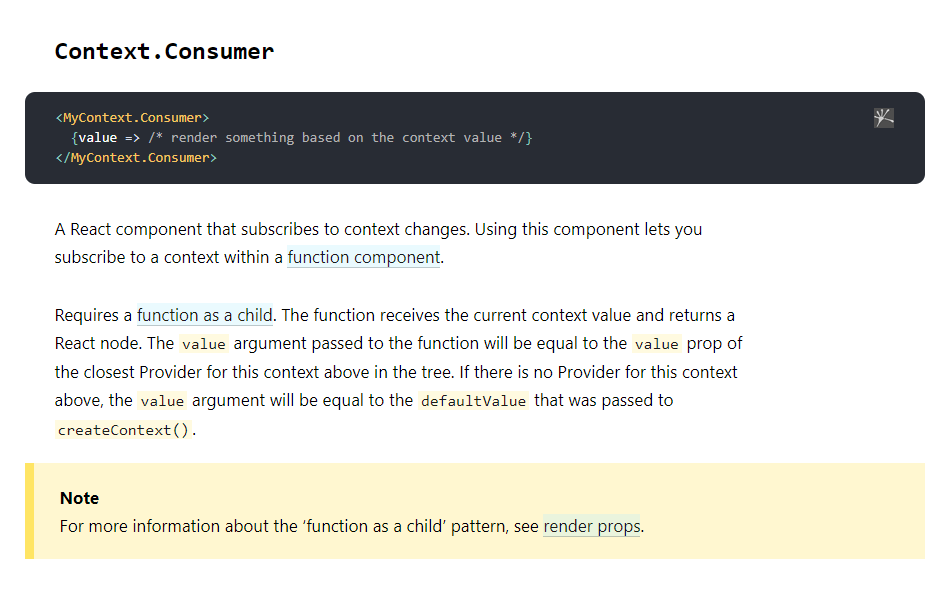 Context.Consumer
<MyContext.Consumer>
  {value => /* render something based on the context value */}
</MyContext.Consumer>
A React component that subscribes to context changes. Using this component lets you
subscribe to a context within a function component.
Requires a function as a child. The function receives the current context value and returns a
React node. The value argument passed to the function will be equal to the value prop of
the closest Provider for this context above in the tree. If there is no Provider for this context
above, the value argument will be equal to the defaultValue that was passed to
createContext().
Note
For more information about the ‘function as a child’ pattern, see render props.